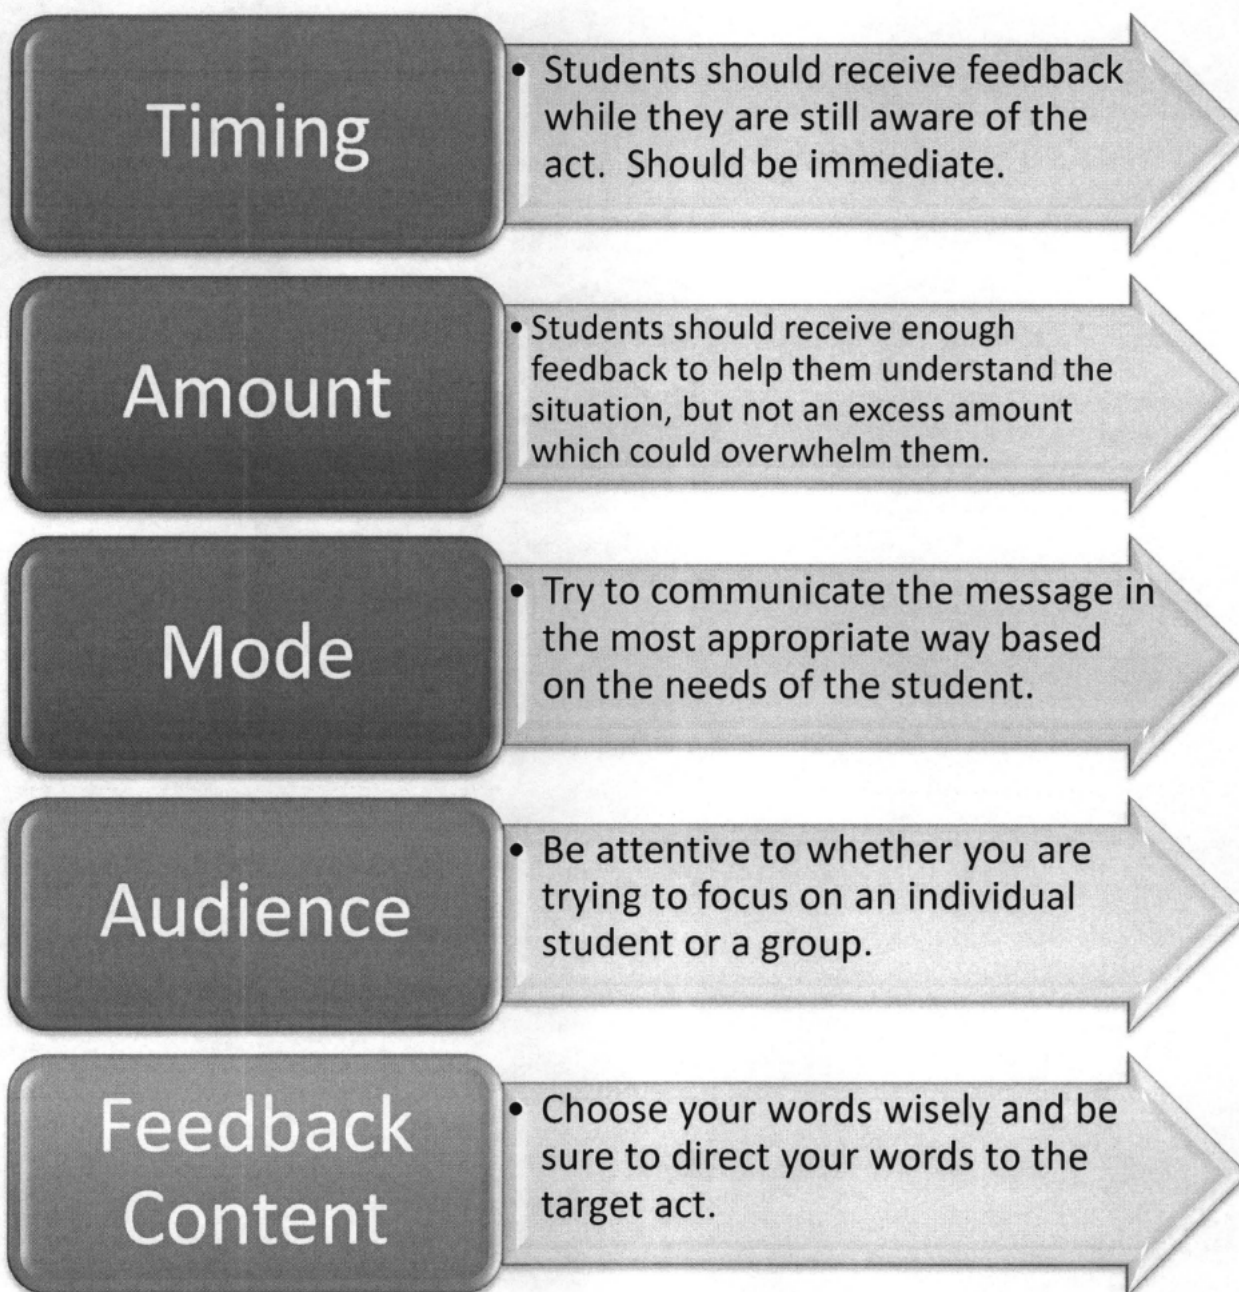 Timing
• Students should receive feedback
while they are still aware of the
act.  Should be immediate.
Amount
• Students should receive enough
feedback to help them understand the
situation, but not an excess amount
which could overwhelm them.
Mode
• Try to communicate the message in
the most appropriate way based
on the needs of the student.
Audience
• Be attentive to whether you are
trying to focus on an individual
student or a group.
Feedback
Content
• Choose your words wisely and be
sure to direct your words to the
target act.